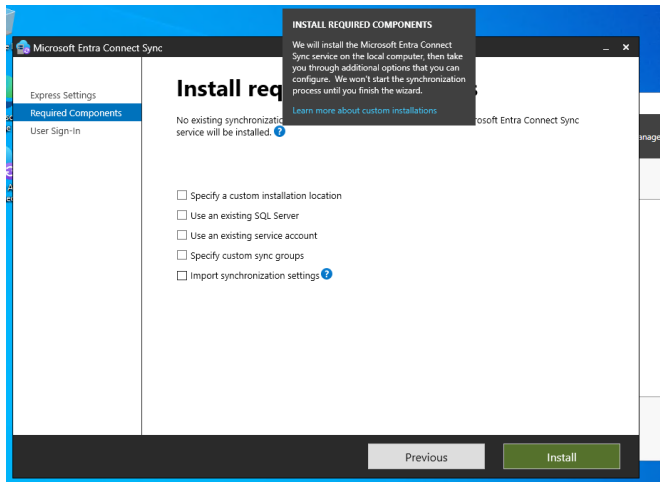 INSTALL REQUIRED COMPONENTS
We will install the Microsoft Entra Connect
Sync service on the local computer, then take
you through additional options that you can
configure. We won't start the synchronization
process until you finish the wizard.
Learn more about custom installations
Microsoft Entra Connect Sync
Express Settings
Required Components
User Sign-In
Install req
No existing synchronizatio rosoft Entra Connect Sync
service will be installed. ?
Specify a custom installation location
Use an existing SQL Server
Use an existing service account
Specify custom sync groups
Import synchronization settings ?
Previous
Install
anage